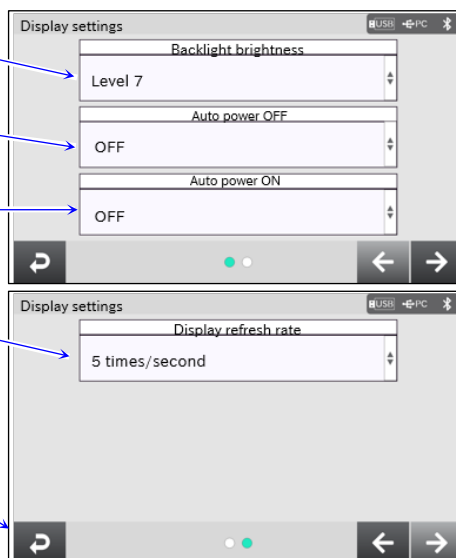 Display settings
USB PC
Backlight brightness
Level 7
Auto power OFF
OFF
Auto power ON
OFF
Display settings
USB PC
Display refresh rate
5 times/second